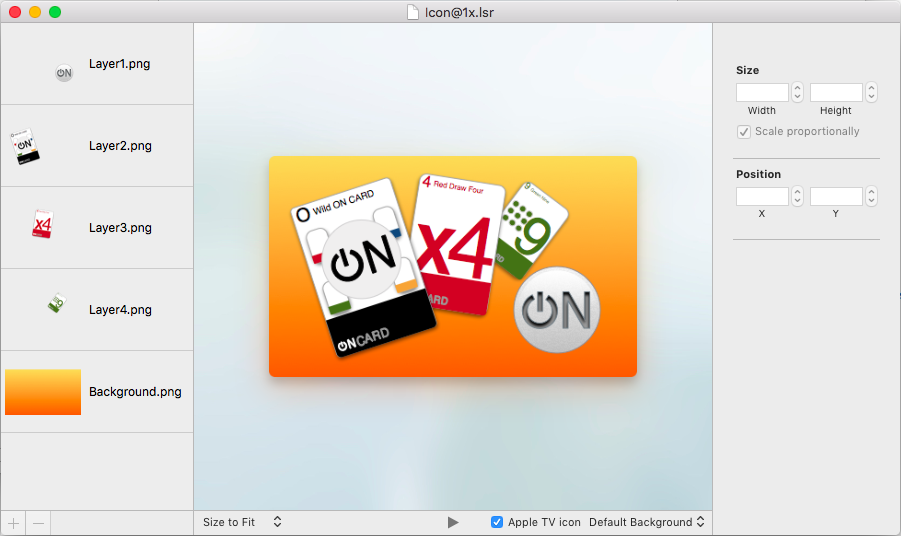 Icon@1x.lsr
Layer1.png
Layer2.png
Layer3.png
Layer4.png
Background.png
O Wild ON CARD
ON
ONCARD
4 Red Draw Four
x4
ARD
9
9
ON
Size
Width Height
Scale proportionally
Position
X Y
Size to Fit
Apple TV icon
Default Background